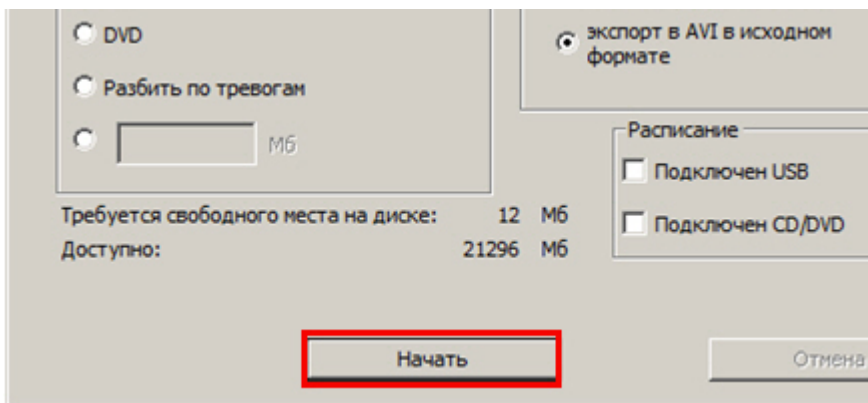 DVD
Разбить по тревогам
Мб
экспорт в AVI в исходном
формате
Расписание
Подключен USB
Подключен CD/DVD
Требуется свободного места на диске: 12 Мб
Доступно: 21296 Мб
Начать
Отмена